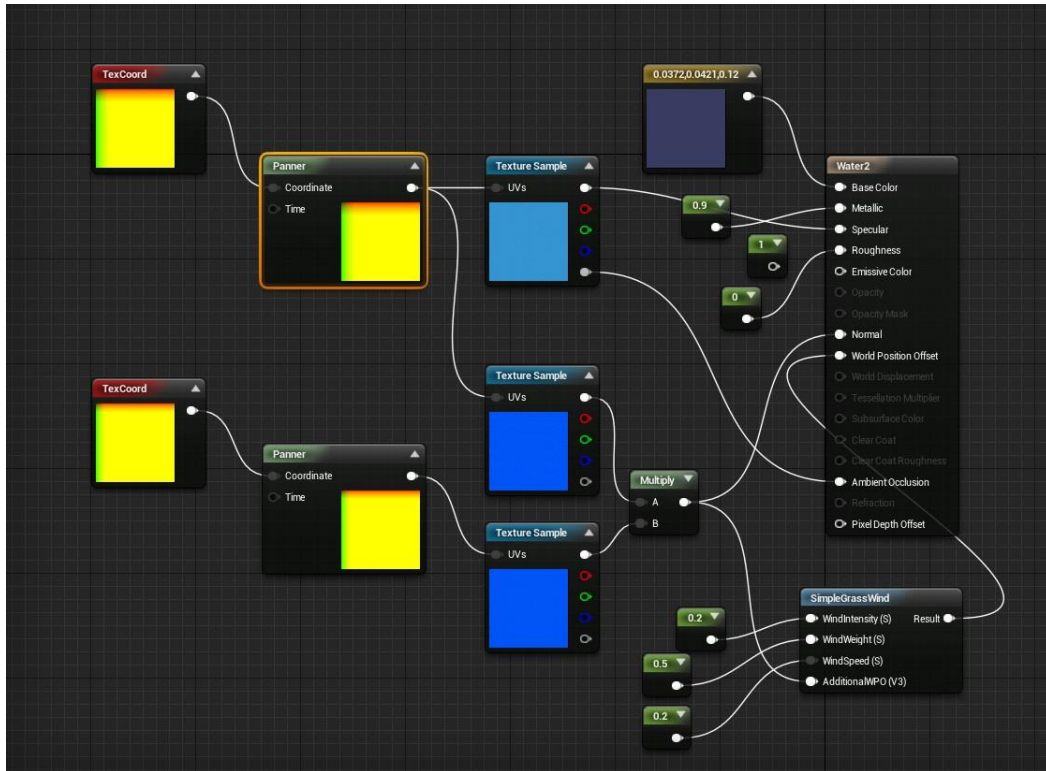 TexCoord
Panner
Coordinate
Time
Texture Sample
UVs
0.0372,0.0421,0.12
0.9
1
0
Water2
Base Color
Metallic
Specular
Roughness
Emissive Color
Opacity
Opacity Mask
Normal
World Position Offset
World Displacement
Tessellation Multiplier
Subsurface Color
Clear Coat
Clear Coat Roughness
Ambient Occlusion
Refraction
Pixel Depth Offset
TexCoord
Panner
Coordinate
Time
Texture Sample
UVs
Texture Sample
UVs
Multiply
A
B
0.2
0.5
0.2
SimpleGrassWind
WindIntensity (S) Result
WindWeight (S)
WindSpeed (S)
AdditionalWPO (V3)